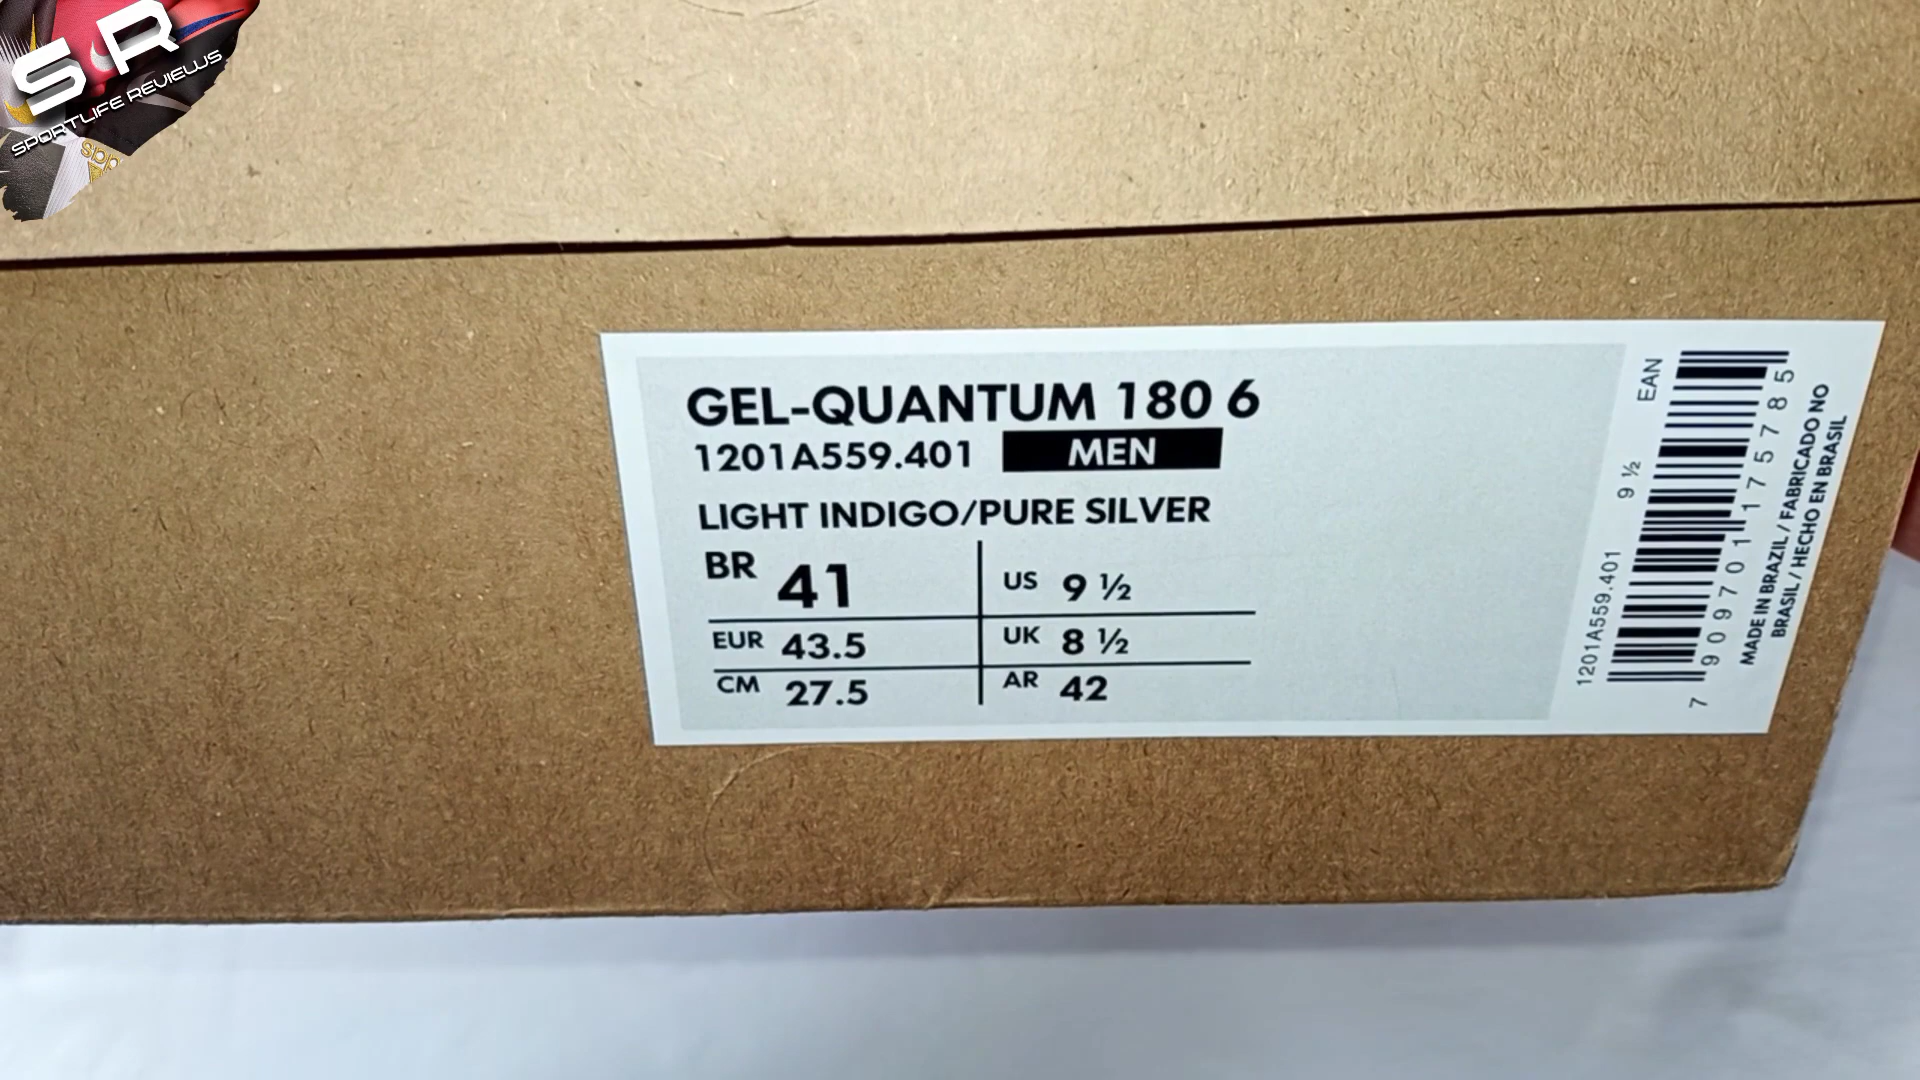 SR
SPORTLIFE REVIEWS
adidas
GEL-QUANTUM 180 6
1201A559.401 MEN
LIGHT INDIGO/PURE SILVER
BR 41 US 9 ½
EUR 43.5 UK 8 ½
CM 27.5 AR 42
1201A559.401 9 ½ EAN
7 909701 175785
MADE IN BRAZIL / FABRICADO NO
BRASIL / HECHO EN BRASIL